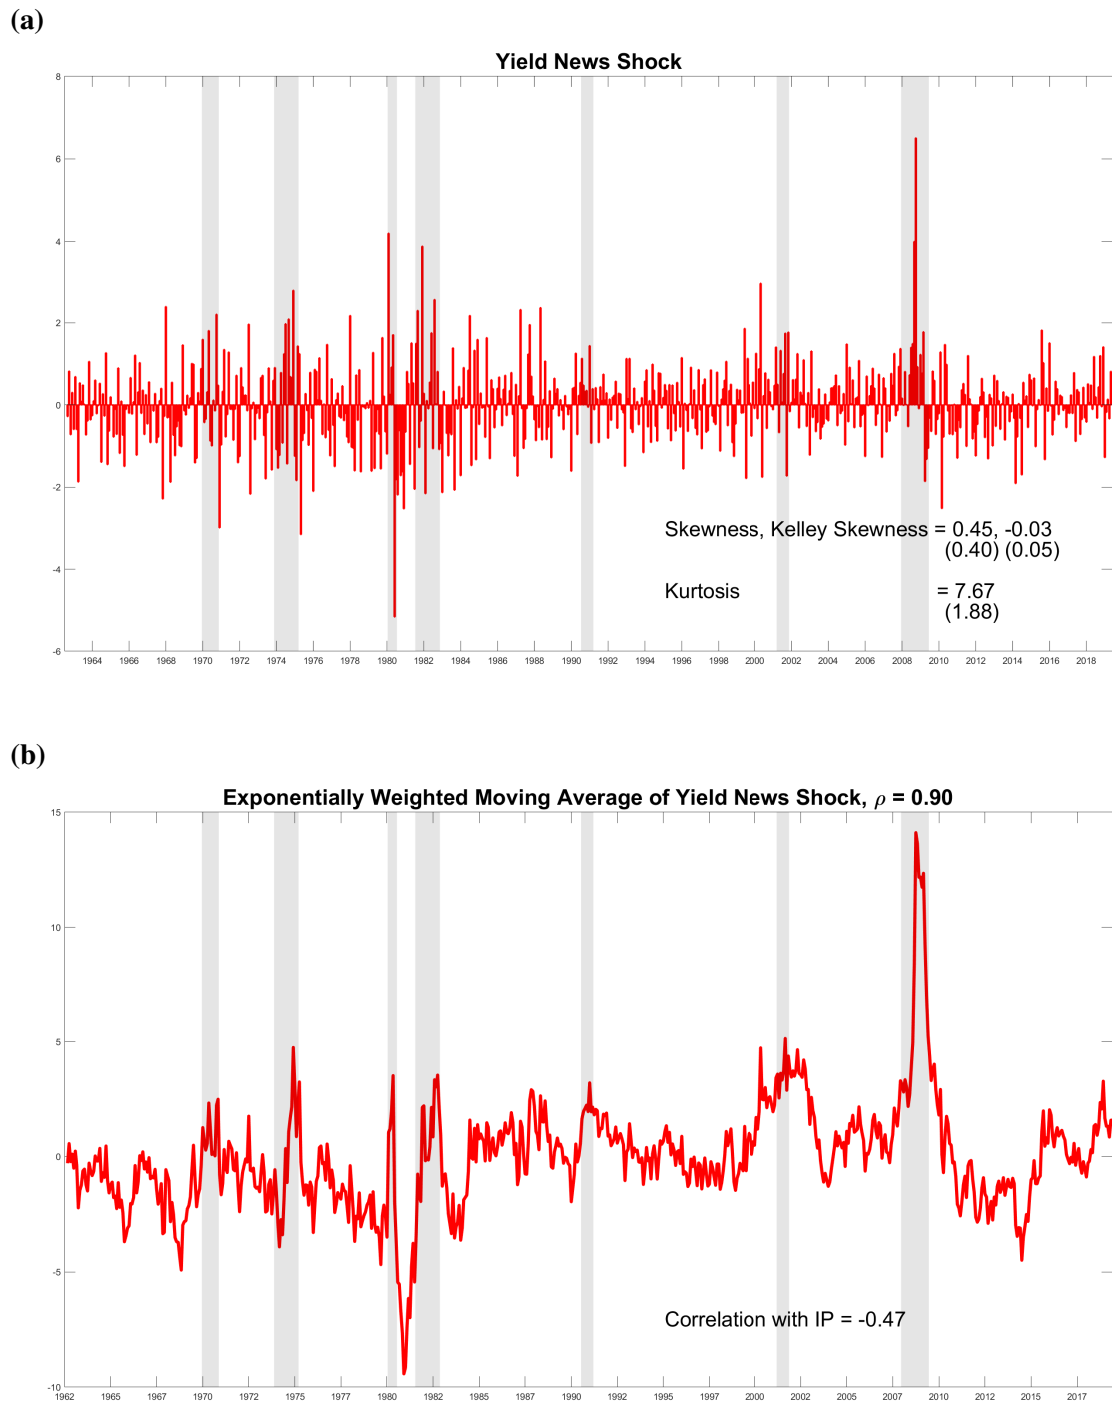 (a)
Yield News Shock
8
6
4
2
0
-2
-4
-6
Skewness, Kelley Skewness = 0.45, -0.03
(0.40) (0.05)
Kurtosis = 7.67
(1.88)
1964 1966 1968 1970 1972 1974 1976 1978 1980 1982 1984 1986 1988 1990 1992 1994 1996 1998 2000 2002 2004 2006 2008 2010 2012 2014 2016 2018
(b)
Exponentially Weighted Moving Average of Yield News Shock, ρ = 0.90
15
10
5
0
-5
Correlation with IP = -0.47
-10
1962 1965 1967 1970 1972 1975 1977 1980 1982 1985 1987 1990 1992 1995 1997 2000 2002 2005 2007 2010 2012 2015 2017